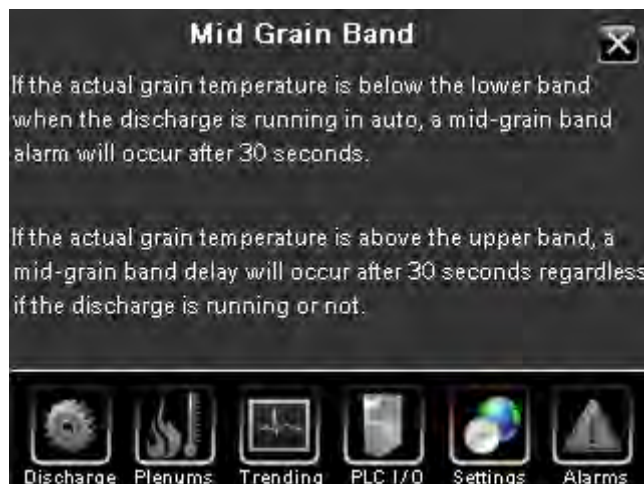 Mid Grain Band
If the actual grain temperature is below the lower band
when the discharge is running in auto, a mid-grain band
alarm will occur after 30 seconds.
If the actual grain temperature is above the upper band, a
mid-grain band delay will occur after 30 seconds regardless
if the discharge is running or not.
Discharge Plenums Trending PLC I/O Settings Alarms